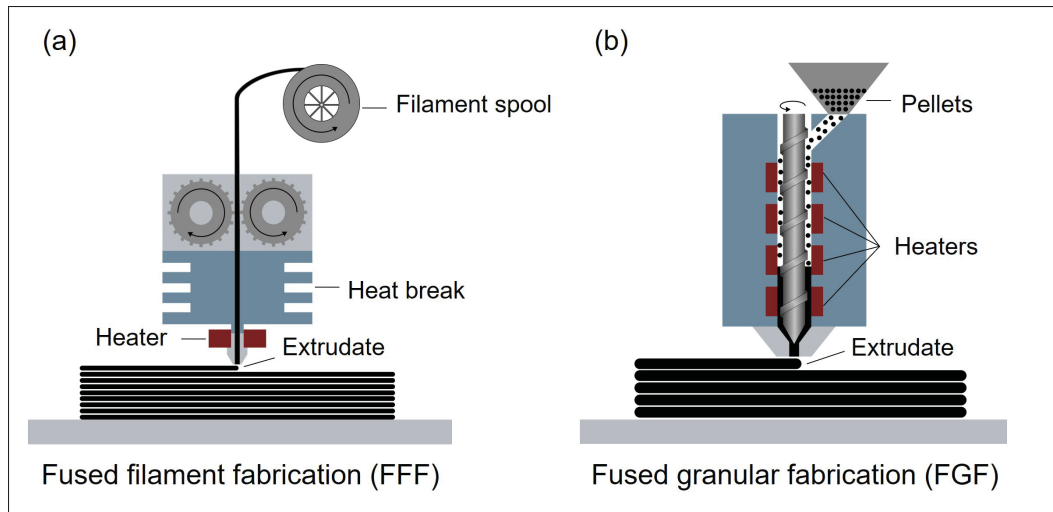 (a)
Filament spool
Heat break
Heater
Extrudate
Fused filament fabrication (FFF)
(b)
Pellets
Heaters
Extrudate
Fused granular fabrication (FGF)